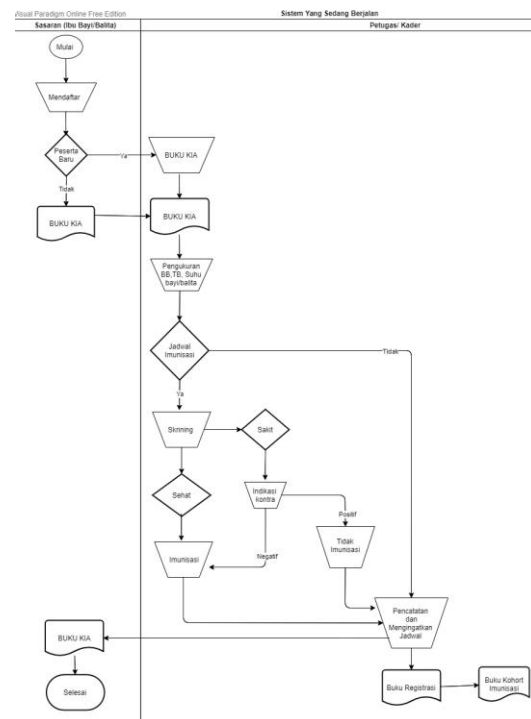 Visual Paradigm Online Free Edition
Sistem Yang Sedang Berjalan
Sasaran (Ibu Bayi/Balita)
Petugas/ Kader
Mulai
Mendaftar
Peserta
Baru
Ya
BUKU KIA
Tidak
BUKU KIA
BUKU KIA
Pengukuran
BB,TB, Suhu
bayi/balita
Jadwal
Imunisasi
Tidak
Ya
Skrining
Sakit
Sehat
Indikasi
kontra
Positif
Tidak
Imunisasi
Negatif
Imunisasi
Pencatatan
dan
Mengingatkan
Jadwal
BUKU KIA
Selesai
Buku Registrasi
Buku Kohort
Imunisasi